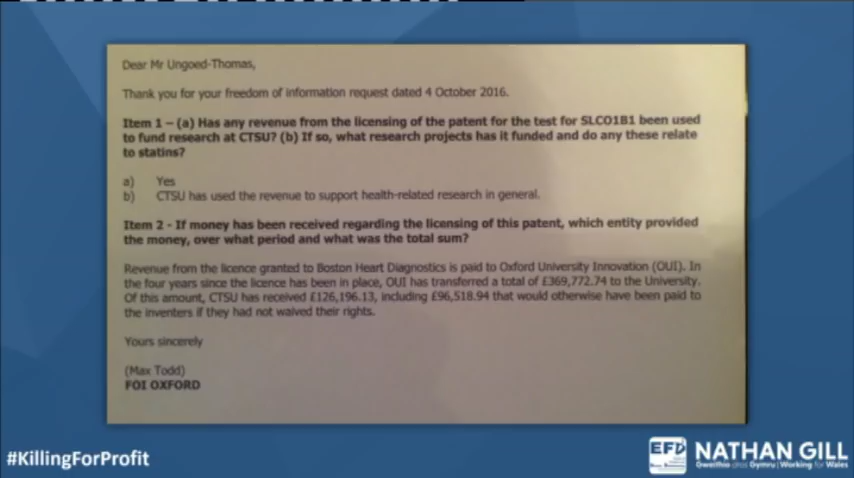 Dear Mr Ungoed-Thomas,
Thank you for your freedom of information request dated 4 October 2016.
Item 1 – (a) Has any revenue from the licensing of the patent for the test for SLCO1B1 been used
to fund research at CTSU? (b) If so, what research projects has it funded and do any these relate
to statins?
a) Yes
b) CTSU has used the revenue to support health-related research in general.
Item 2 - If money has been received regarding the licensing of this patent, which entity provided
the money, over what period and what was the total sum?
Revenue from the licence granted to Boston Heart Diagnostics is paid to Oxford University Innovation (OUI). In
the four years since the licence has been in place, OUI has transferred a total of £369,772.74 to the University.
Of this amount, CTSU has received £126,196.13, including £96,518.94 that would otherwise have been paid to
the inventers if they had not waived their rights.
Yours sincerely
(Max Todd)
FOI OXFORD
#KillingForProfit
EFD
NATHAN GILL
Gweithio dros Gymru | Working for Wales